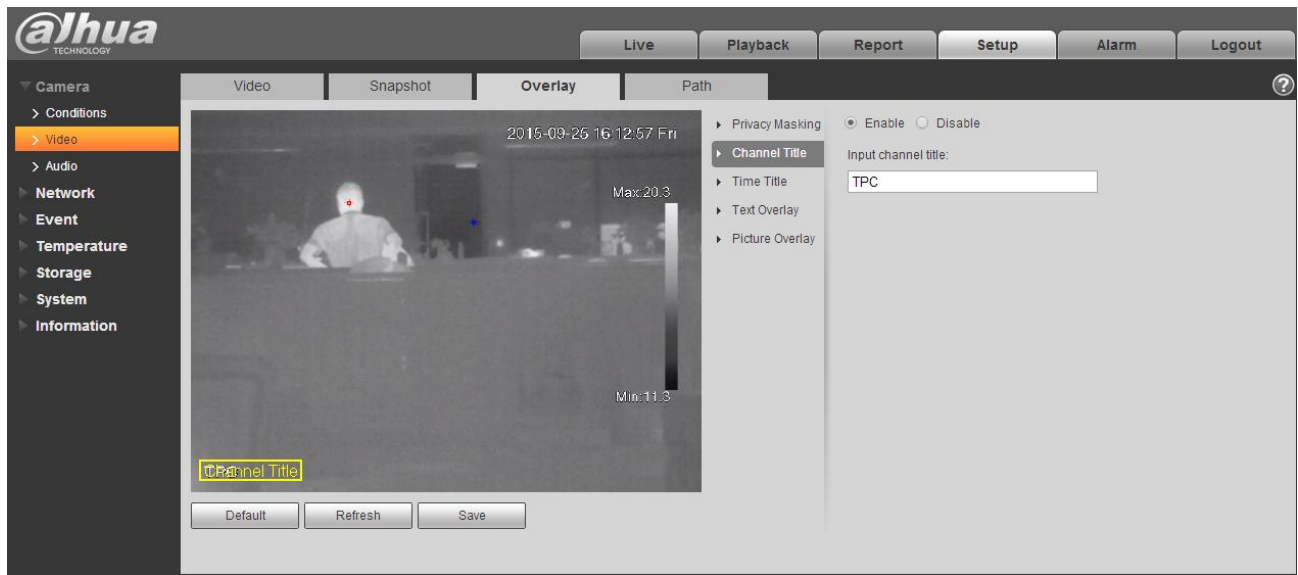 alhua
TECHNOLOGY
Live
Playback
Report
Setup
Alarm
Logout
Camera
Conditions
Video
Audio
Network
Event
Temperature
Storage
System
Information
Video
Snapshot
Overlay
Path
?
2015-09-25 16:12:57 Fri
Max:20.3
Min:11.3
TPC
Channel Title
Default
Refresh
Save
Privacy Masking
Channel Title
Time Title
Text Overlay
Picture Overlay
Enable Disable
Input channel title:
TPC